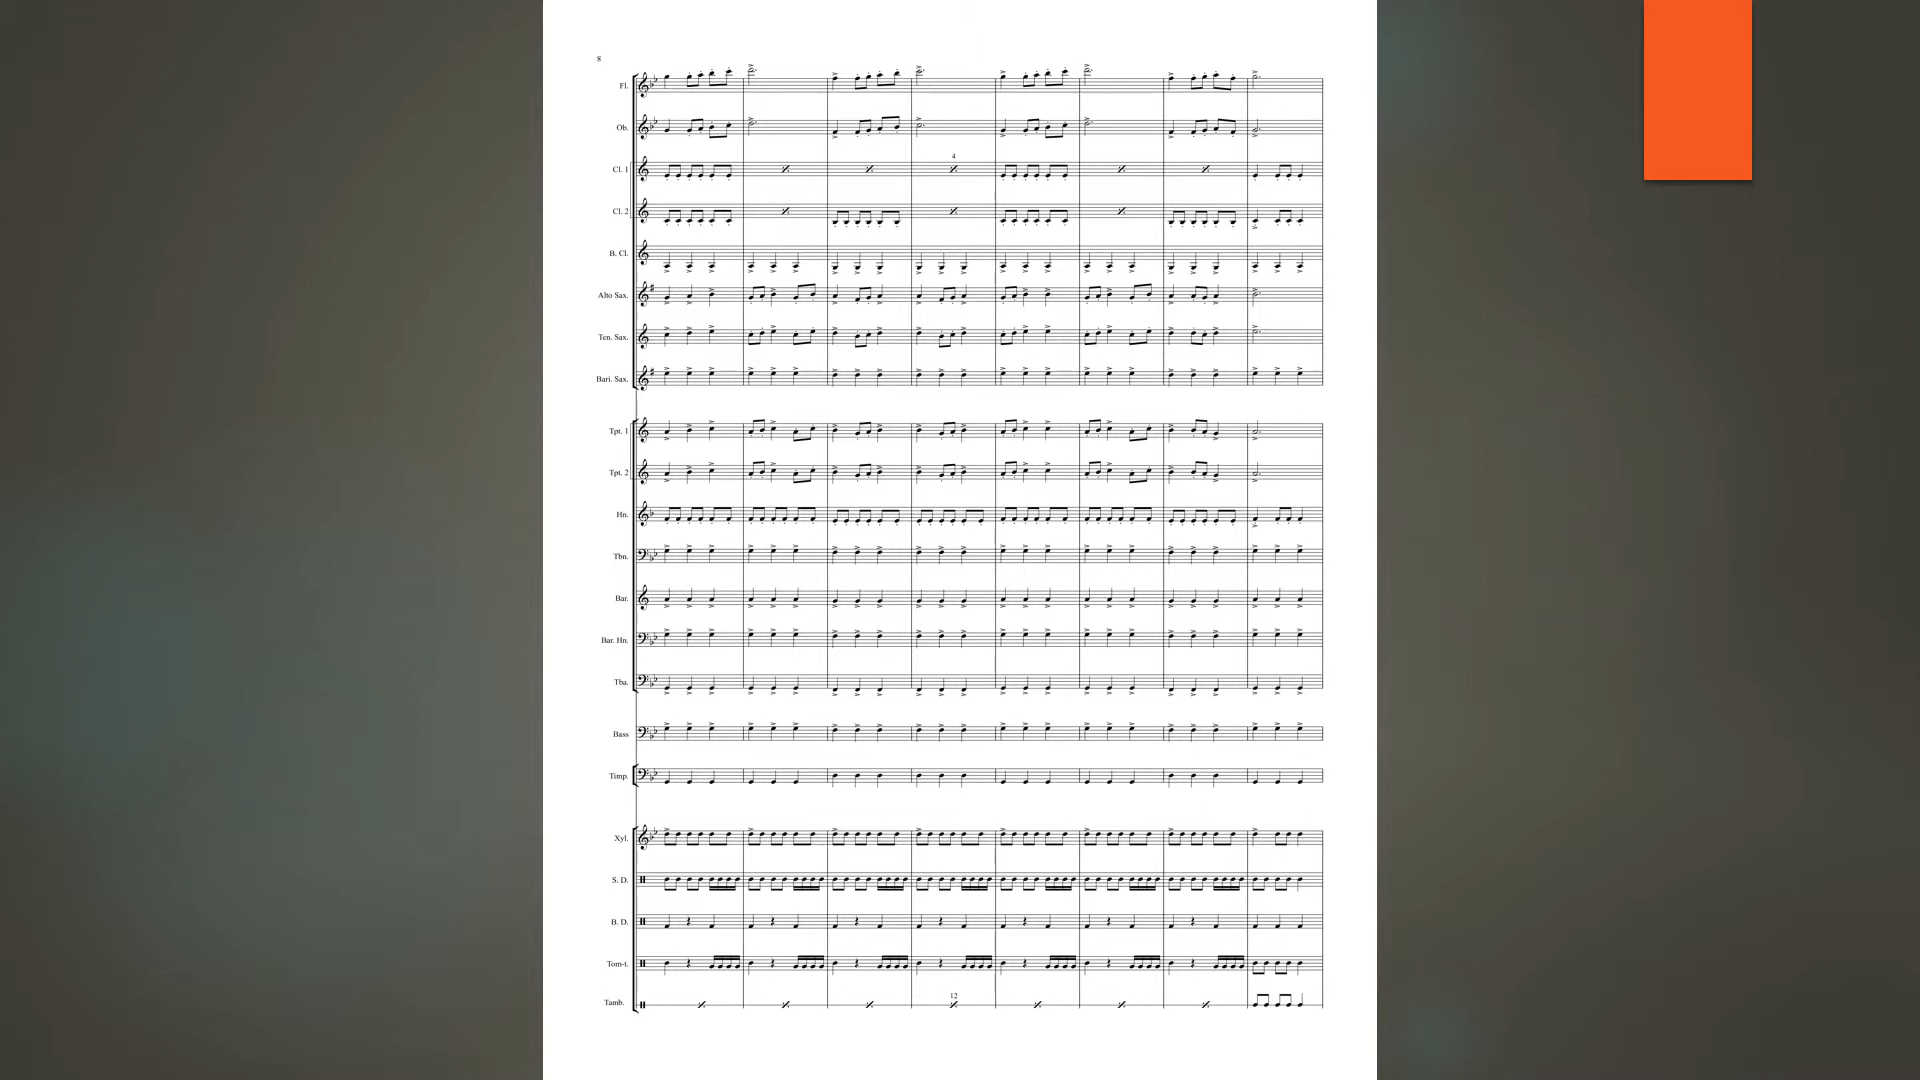 8
Fl.
Ob.
4
Cl. 1
Cl. 2
B. Cl.
Alto Sax.
Ten. Sax.
Bari. Sax.
Tpt. 1
Tpt. 2
Hn.
Tbn.
Bar.
Bar. Hn.
Tba.
Bass
Timp.
Xyl.
S. D.
B. D.
Tom-t.
12
Tamb.